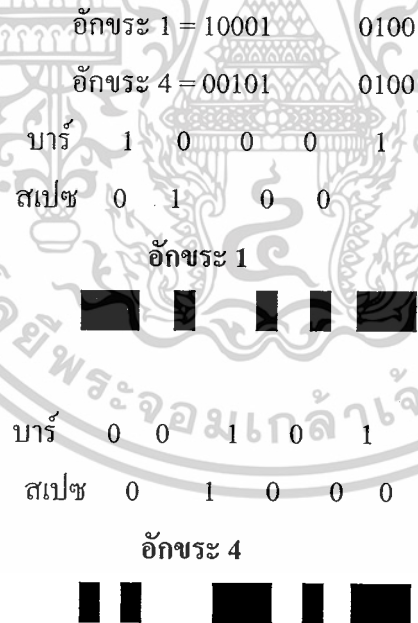 อักขระ 1 = 10001 0100
อักขระ 4 = 00101 0100
บาร์ 1 0 0 0 1
สเปซ 0 1 0 0
อักขระ 1
บาร์ 0 0 1 0 1
สเปซ 0 1 0 0 0
อักขระ 4